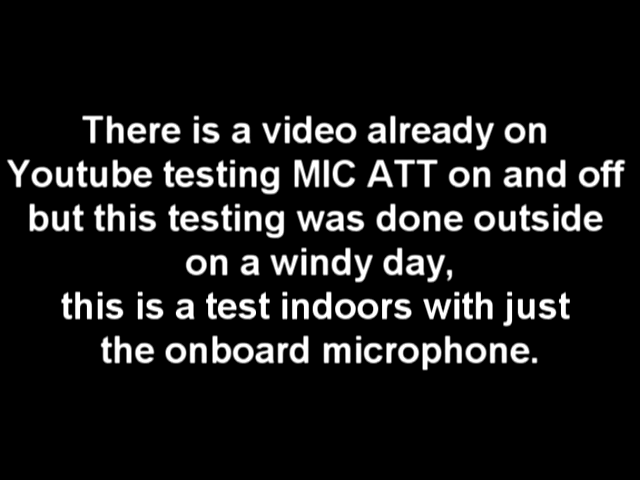 There is a video already on
Youtube testing MIC ATT on and off
but this testing was done outside
on a windy day,
this is a test indoors with just
the onboard microphone.